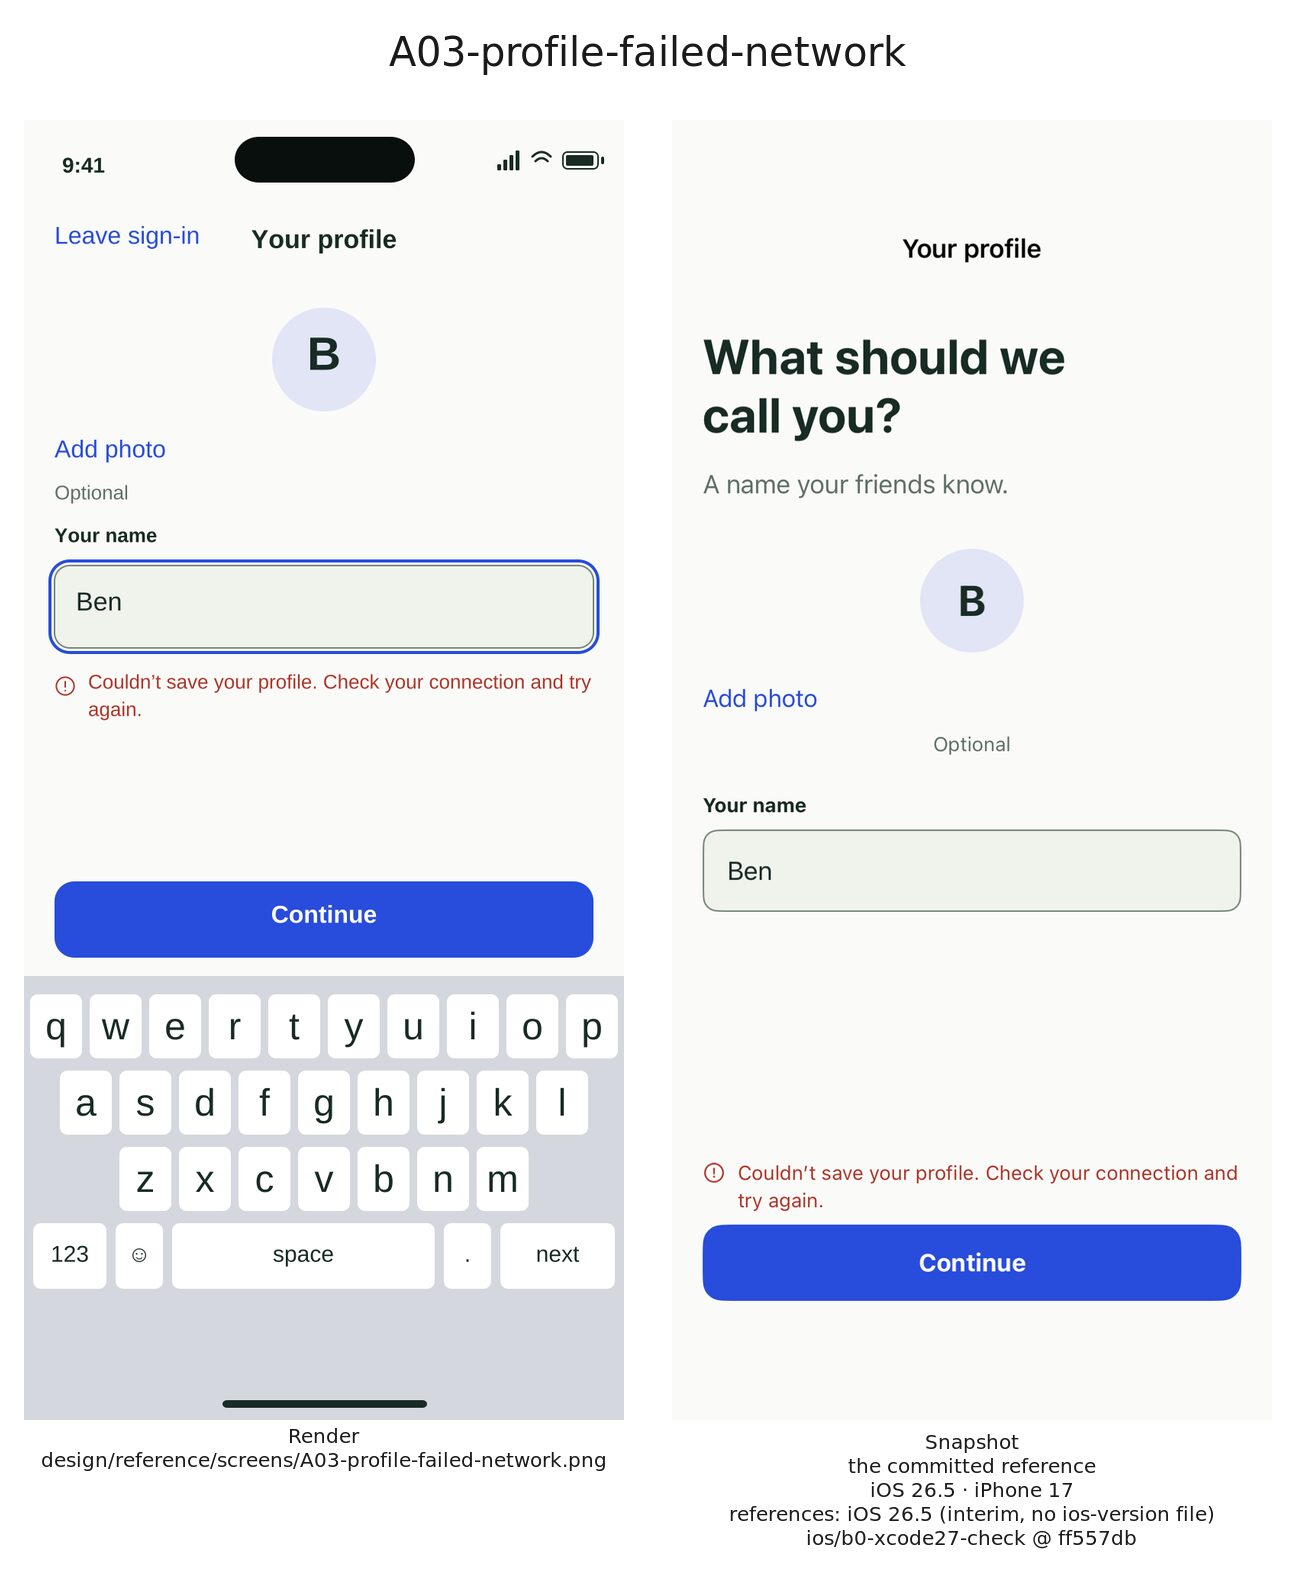 A03-profile-failed-network
9:41
Leave sign-in
Your profile
B
Add photo
Optional
Your name
Ben
Couldn’t save your profile. Check your connection and try
again.
Continue
q w e r t y u i o p
a s d f g h j k l
z x c v b n m
123 ☺ space . next
Render
design/reference/screens/A03-profile-failed-network.png
Your profile
What should we
call you?
A name your friends know.
B
Add photo
Optional
Your name
Ben
Couldn’t save your profile. Check your connection and
try again.
Continue
Snapshot
the committed reference
iOS 26.5 · iPhone 17
references: iOS 26.5 (interim, no ios-version file)
ios/b0-xcode27-check @ ff557db